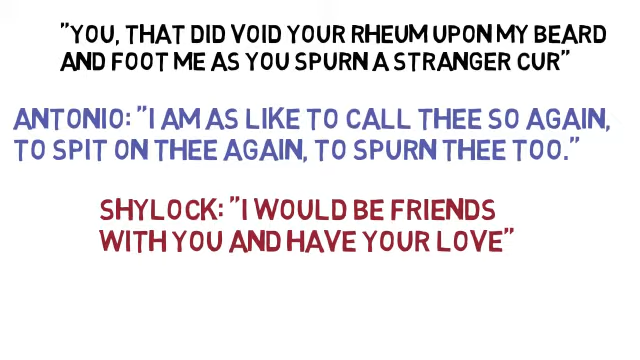 "YOU, THAT DID VOID YOUR RHEUM UPON MY BEARD
AND FOOT ME AS YOU SPURN A STRANGER CUR"
ANTONIO: "I AM AS LIKE TO CALL THEE SO AGAIN,
TO SPIT ON THEE AGAIN, TO SPURN THEE TOO."
SHYLOCK: "I WOULD BE FRIENDS
WITH YOU AND HAVE YOUR LOVE"